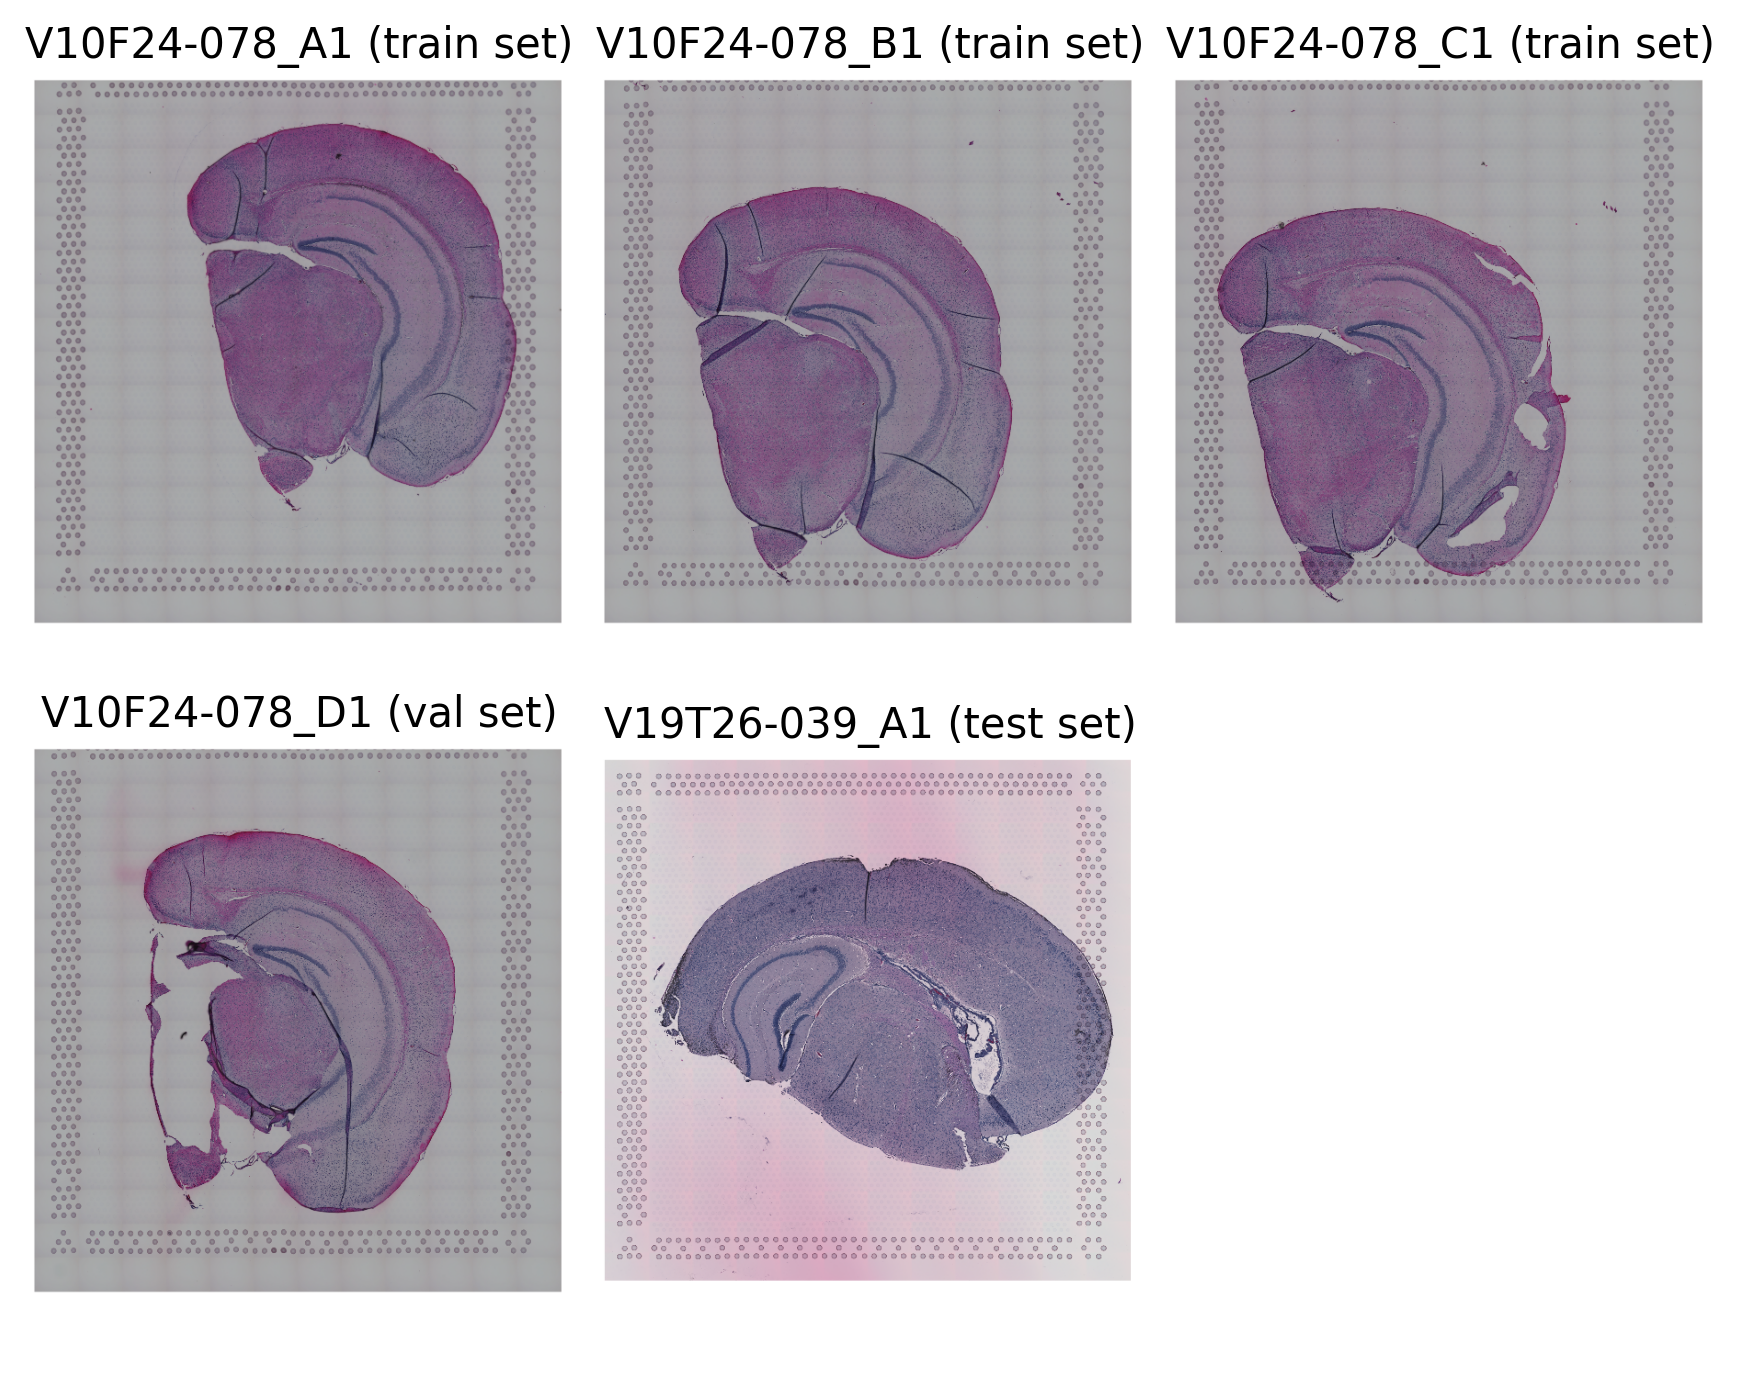 V10F24-078_A1 (train set)
V10F24-078_B1 (train set)
V10F24-078_C1 (train set)
V10F24-078_D1 (val set)
V19T26-039_A1 (test set)